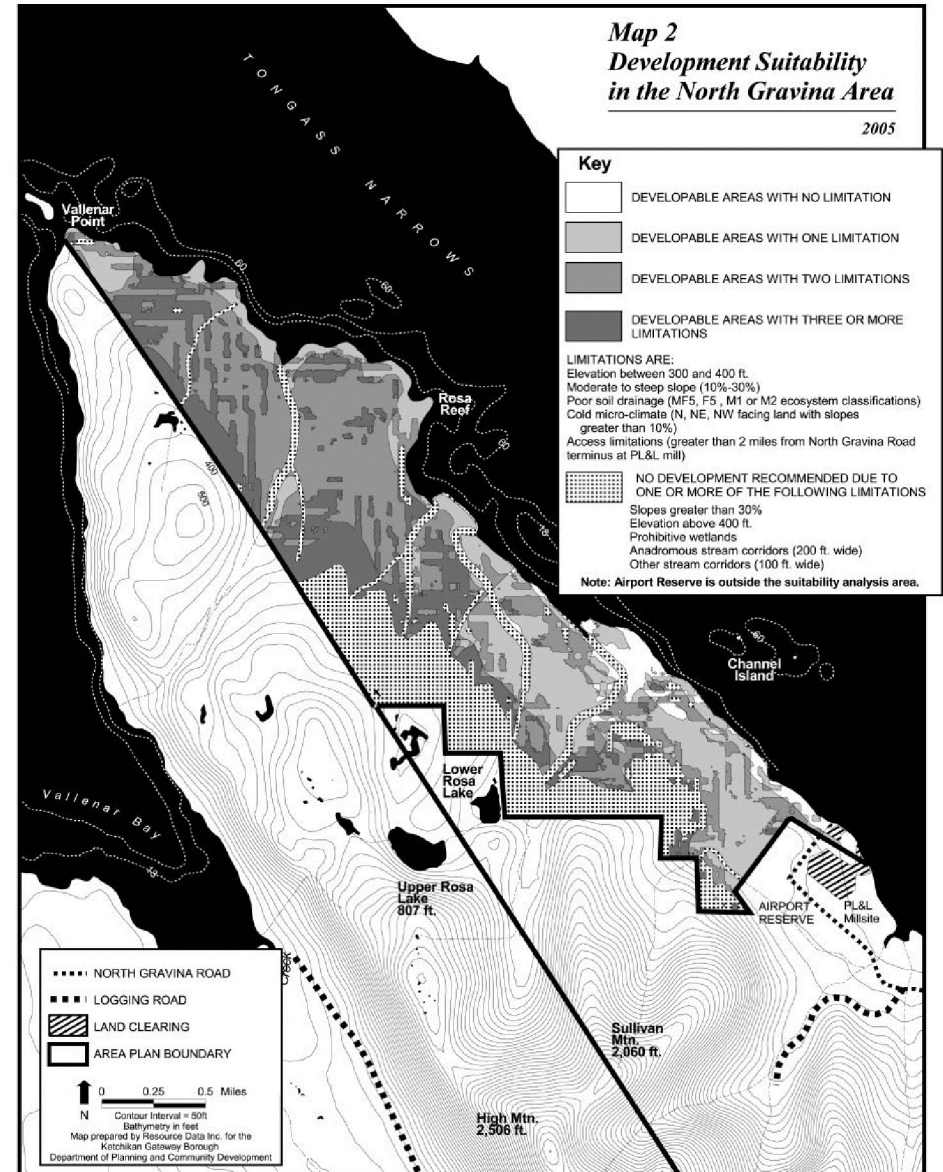 Map 2
Development Suitability
in the North Gravina Area
2005
TONGASS NARROWS
Key
DEVELOPABLE AREAS WITH NO LIMITATION
DEVELOPABLE AREAS WITH ONE LIMITATION
DEVELOPABLE AREAS WITH TWO LIMITATIONS
DEVELOPABLE AREAS WITH THREE OR MORE
LIMITATIONS
LIMITATIONS ARE:
Elevation between 300 and 400 ft.
Moderate to steep slope (10%-30%)
Poor soil drainage (MF5, F5 , M1 or M2 ecosystem classifications)
Cold micro-climate (N, NE, NW facing land with slopes
greater than 10%)
Access limitations (greater than 2 miles from North Gravina Road
terminus at PL&L mill)
NO DEVELOPMENT RECOMMENDED DUE TO
ONE OR MORE OF THE FOLLOWING LIMITATIONS
Slopes greater than 30%
Elevation above 400 ft.
Prohibitive wetlands
Anadromous stream corridors (200 ft. wide)
Other stream corridors (100 ft. wide)
Note: Airport Reserve is outside the suitability analysis area.
Vallenar
Point
60
60
Rosa
Reef
60
400
60
Channel
Island
Lower
Rosa
Lake
Vallenar Bay
Upper Rosa
Lake
807 ft.
AIRPORT
RESERVE
PL&L
Millsite
Creek
Sullivan
Mtn.
2,060 ft.
High Mtn.
2,506 ft.
NORTH GRAVINA ROAD
LOGGING ROAD
LAND CLEARING
AREA PLAN BOUNDARY
N
0 0.25 0.5 Miles
Contour Interval = 50ft
Bathymetry in feet
Map prepared by Resource Data Inc. for the
Ketchikan Gateway Borough
Department of Planning and Community Development